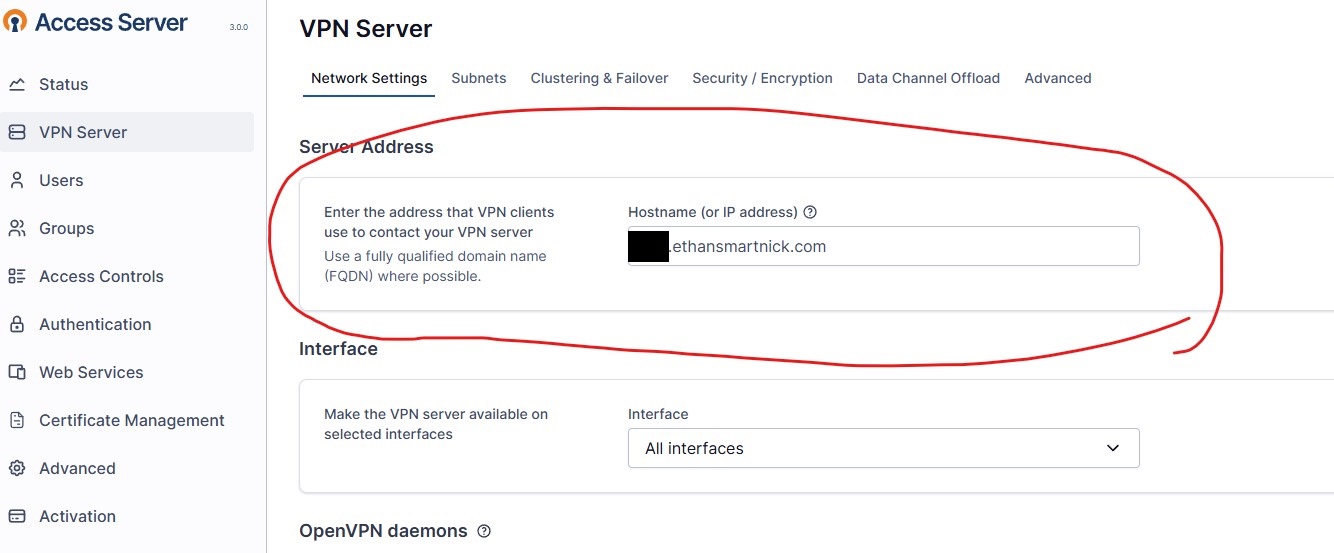 Access Server 3.0.0
Status
VPN Server
Users
Groups
Access Controls
Authentication
Web Services
Certificate Management
Advanced
Activation
VPN Server
Network Settings Subnets Clustering & Failover Security / Encryption Data Channel Offload Advanced
Server Address
Enter the address that VPN clients
use to contact your VPN server
Use a fully qualified domain name
(FQDN) where possible.
Hostname (or IP address)
.ethansmartnick.com
Interface
Make the VPN server available on
selected interfaces
Interface
All interfaces
OpenVPN daemons